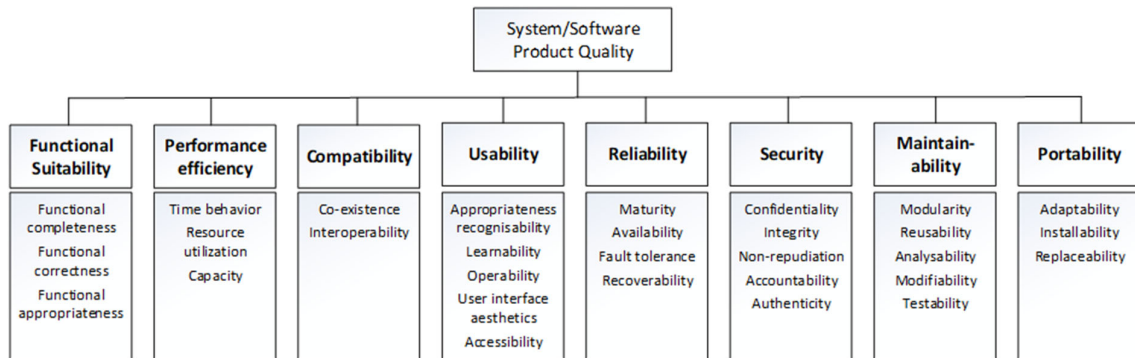 System/Software
Product Quality
Functional
Suitability
Performance
efficiency
Compatibility
Usability
Reliability
Security
Maintain-
ability
Portability
Functional
completeness
Functional
correctness
Functional
appropriateness
Time behavior
Resource
utilization
Capacity
Co-existence
Interoperability
Appropriateness
recognisability
Learnability
Operability
User interface
aesthetics
Accessibility
Maturity
Availability
Fault tolerance
Recoverability
Confidentiality
Integrity
Non-repudiation
Accountability
Authenticity
Modularity
Reusability
Analysability
Modifiability
Testability
Adaptability
Installability
Replaceability